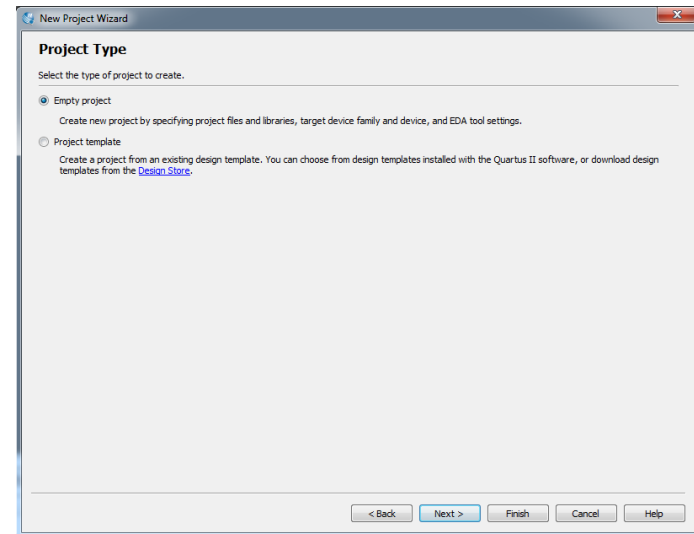 New Project Wizard
Project Type
Select the type of project to create.
Empty project
Create new project by specifying project files and libraries, target device family and device, and EDA tool settings.
Project template
Create a project from an existing design template. You can choose from design templates installed with the Quartus II software, or download design
templates from the Design Store.
< Back Next > Finish Cancel Help